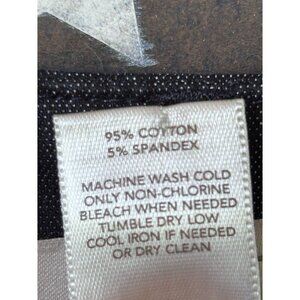 95% COTTON
5% SPANDEX
MACHINE WASH COLD
ONLY NON-CHLORINE
BLEACH WHEN NEEDED
TUMBLE DRY LOW
COOL IRON IF NEEDED
OR DRY CLEAN